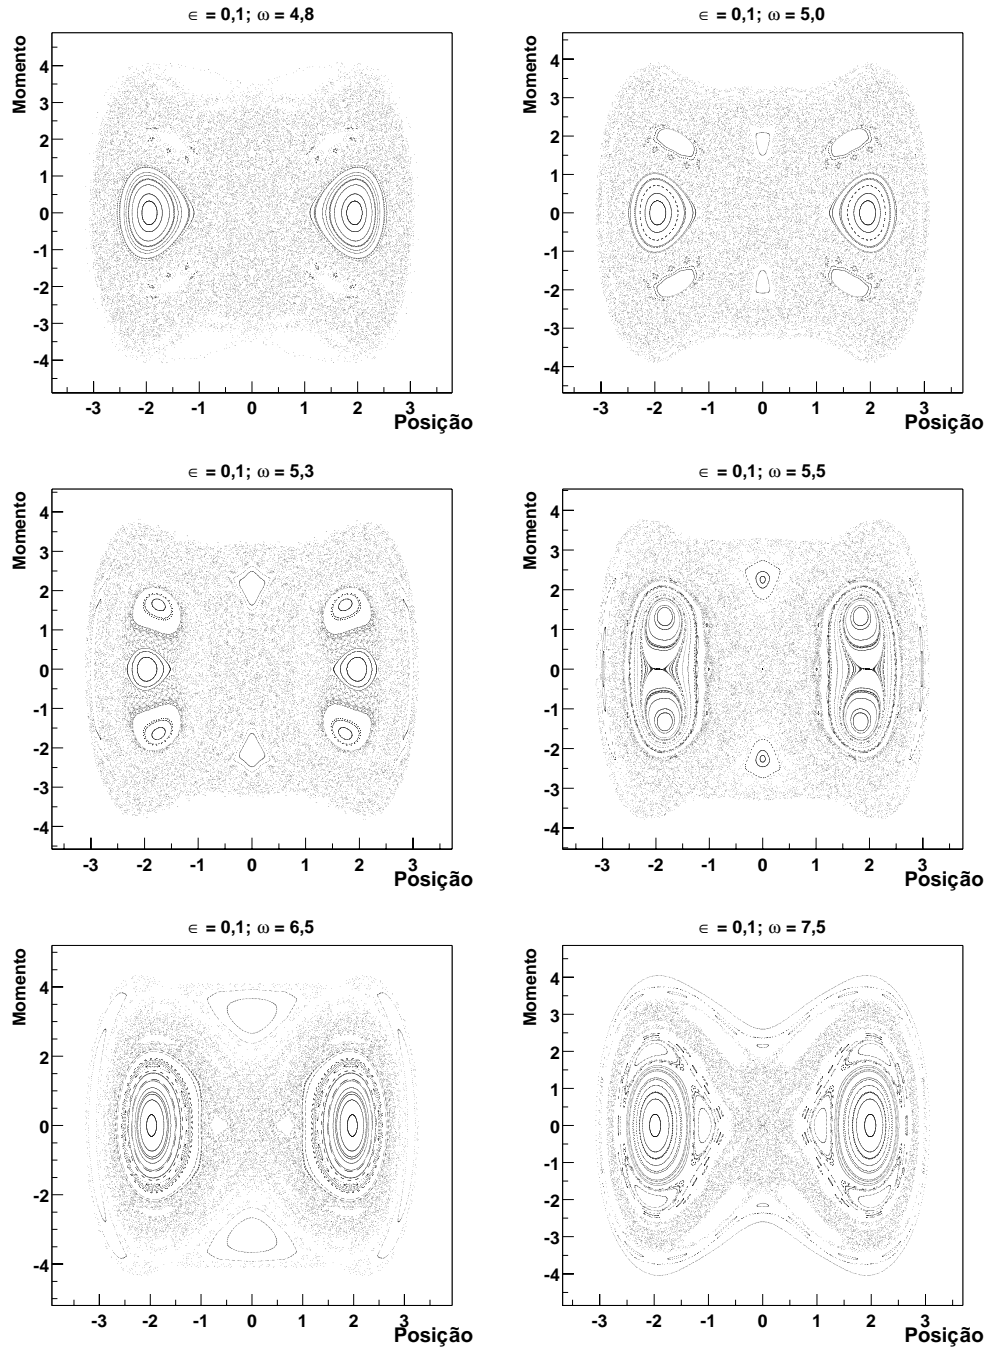 ϵ = 0,1; ω = 4,8
Momento
4
3
2
1
0
-1
-2
-3
-4
-3 -2 -1 0 1 2 3
Posição
ϵ = 0,1; ω = 5,0
Momento
4
3
2
1
0
-1
-2
-3
-4
-3 -2 -1 0 1 2 3
Posição
ϵ = 0,1; ω = 5,3
Momento
4
3
2
1
0
-1
-2
-3
-4
-3 -2 -1 0 1 2 3
Posição
ϵ = 0,1; ω = 5,5
Momento
4
3
2
1
0
-1
-2
-3
-4
-3 -2 -1 0 1 2 3
Posição
ϵ = 0,1; ω = 6,5
Momento
4
2
0
-2
-4
-3 -2 -1 0 1 2 3
Posição
ϵ = 0,1; ω = 7,5
Momento
4
3
2
1
0
-1
-2
-3
-4
-3 -2 -1 0 1 2 3
Posição